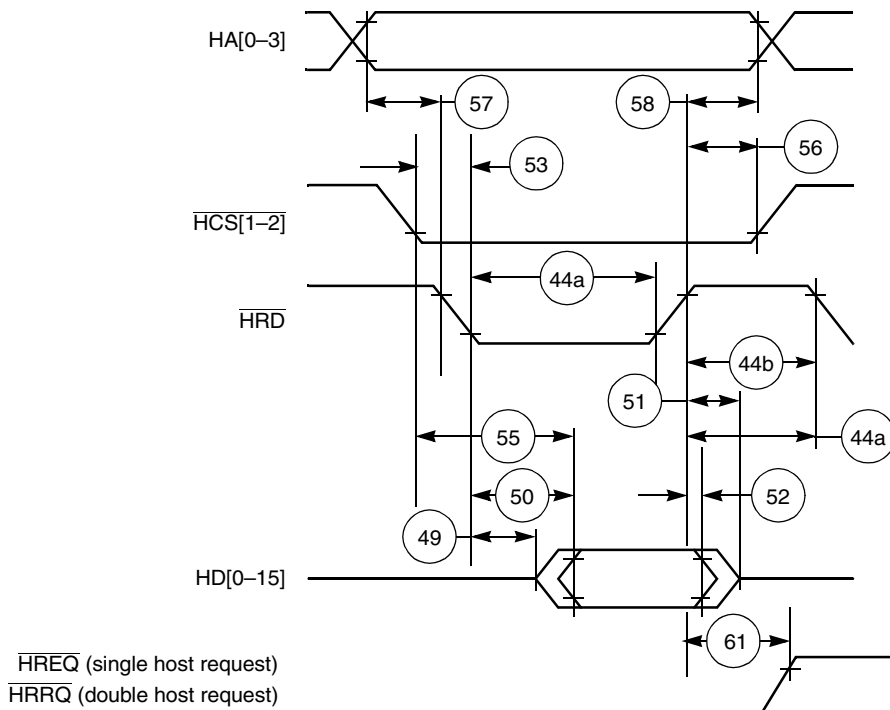 HA[0–3]
57
58
53
56
HCS[1–2]
44a
HRD
44b
51
44a
55
50
52
49
HD[0–15]
61
HREQ (single host request)
HRRQ (double host request)